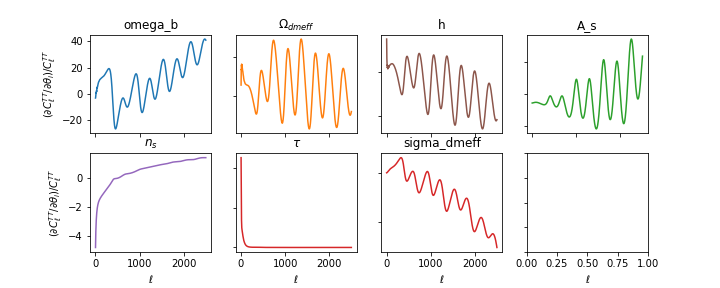 omega_b
Ω_dmeff
h
A_s
40
20
0
−20
(∂C_ℓ^TT/∂θ_i)/C_ℓ^TT
n_s
τ
sigma_dmeff
0
−2
−4
(∂C_ℓ^TT/∂θ_i)/C_ℓ^TT
0 1000 2000
0 1000 2000
0 1000 2000
0.00 0.25 0.50 0.75 1.00
ℓ
ℓ
ℓ
ℓ